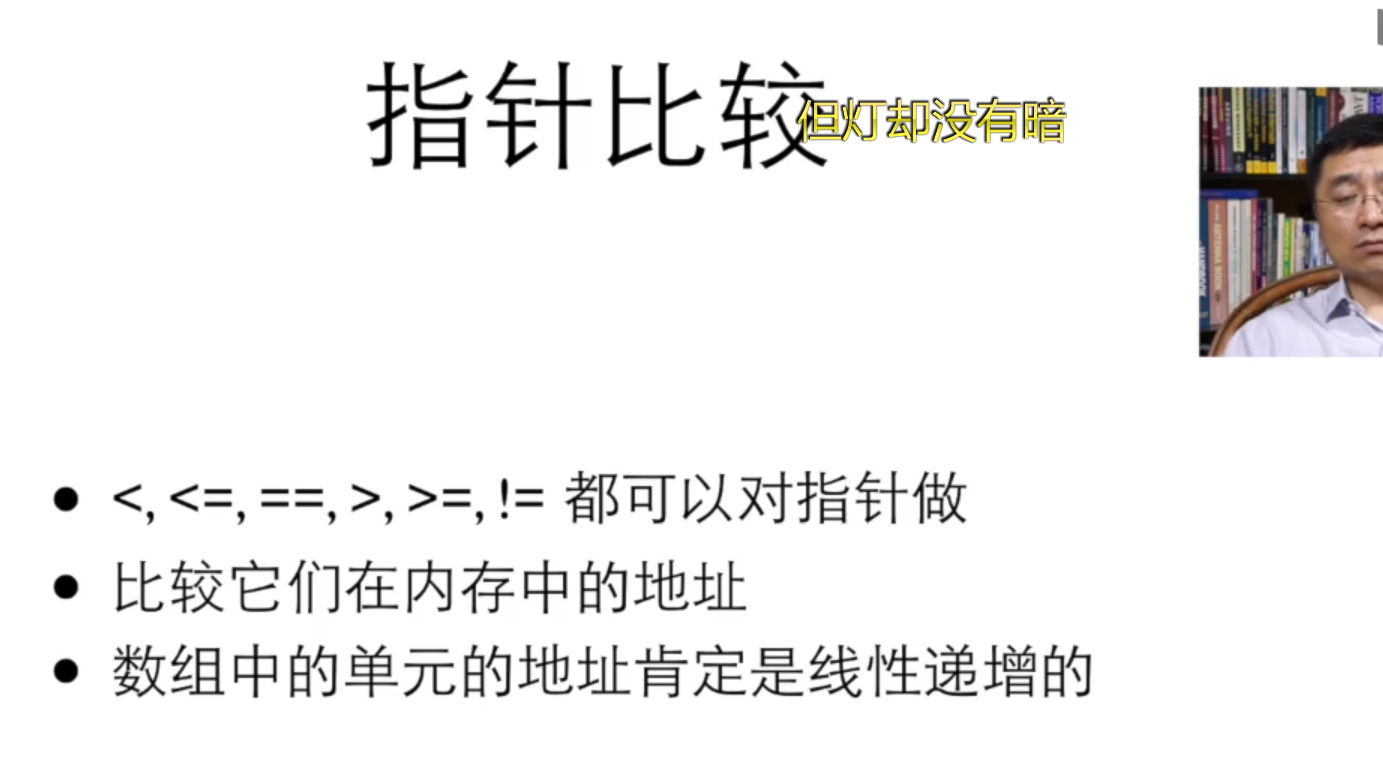 指针比较
但灯却没有暗
• <, <=, ==, >, >=, != 都可以对指针做
• 比较它们在内存中的地址
• 数组中的单元的地址肯定是线性递增的